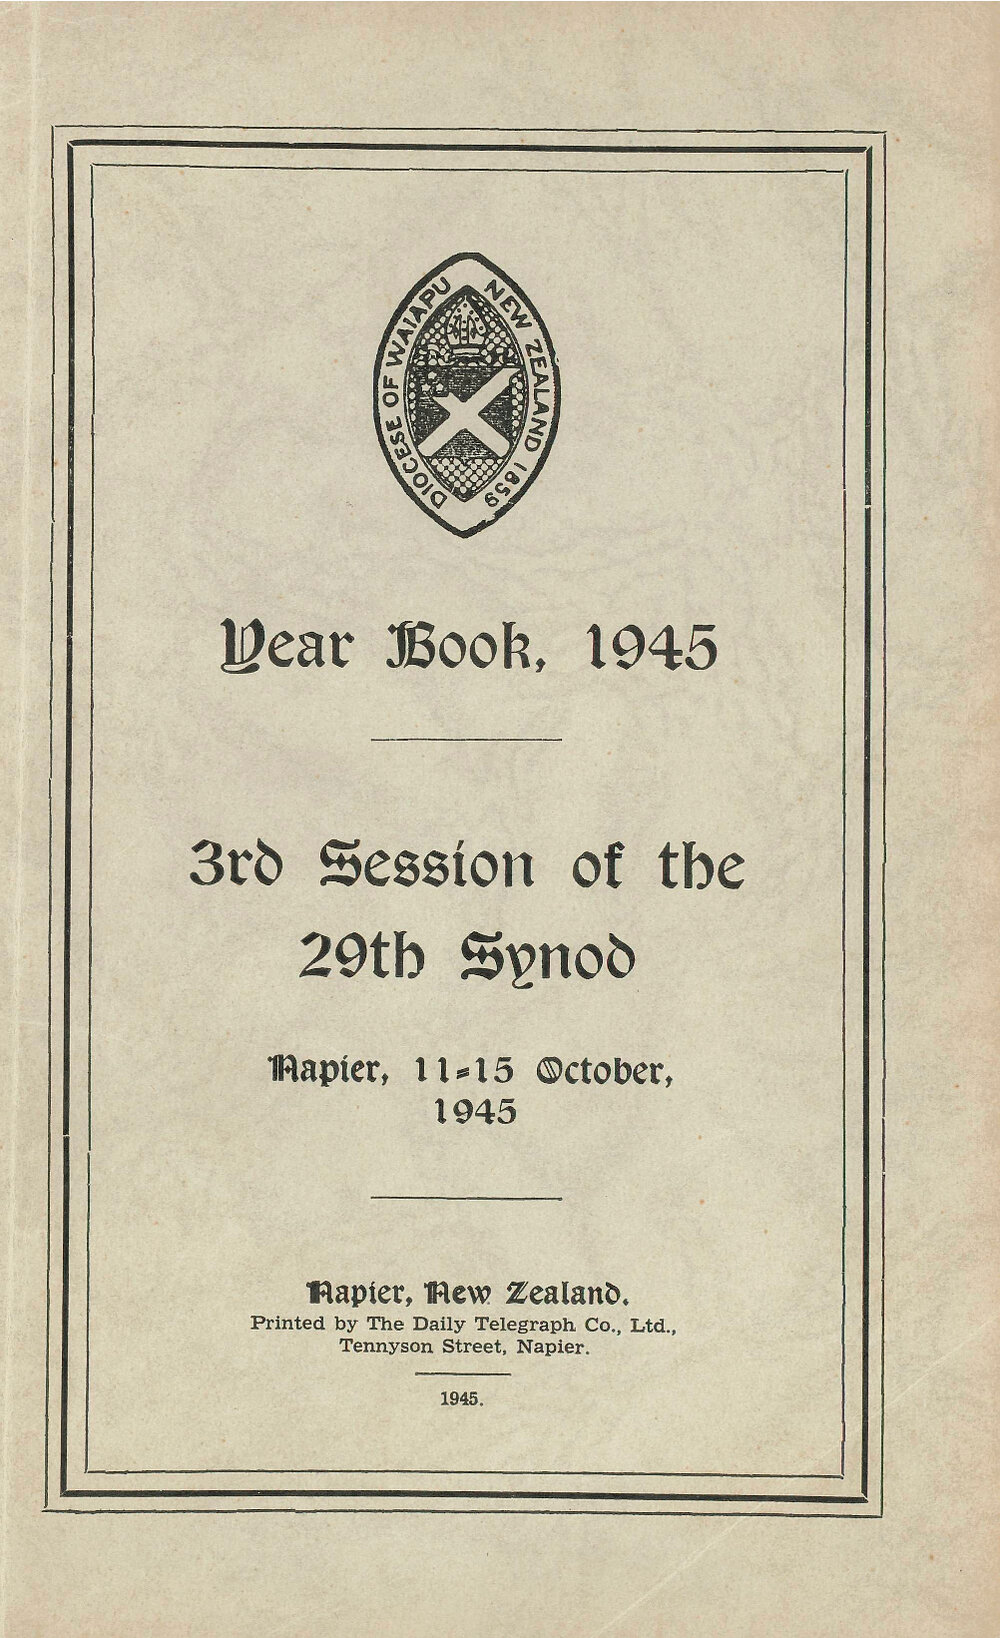 DIOCESE OF WAIAPU NEW ZEALAND 1859
Year Book, 1945
3rd Session of the
29th Synod
Napier, 11-15 October,
1945
Napier, New Zealand.
Printed by The Daily Telegraph Co., Ltd.,
Tennyson Street, Napier.
1945.